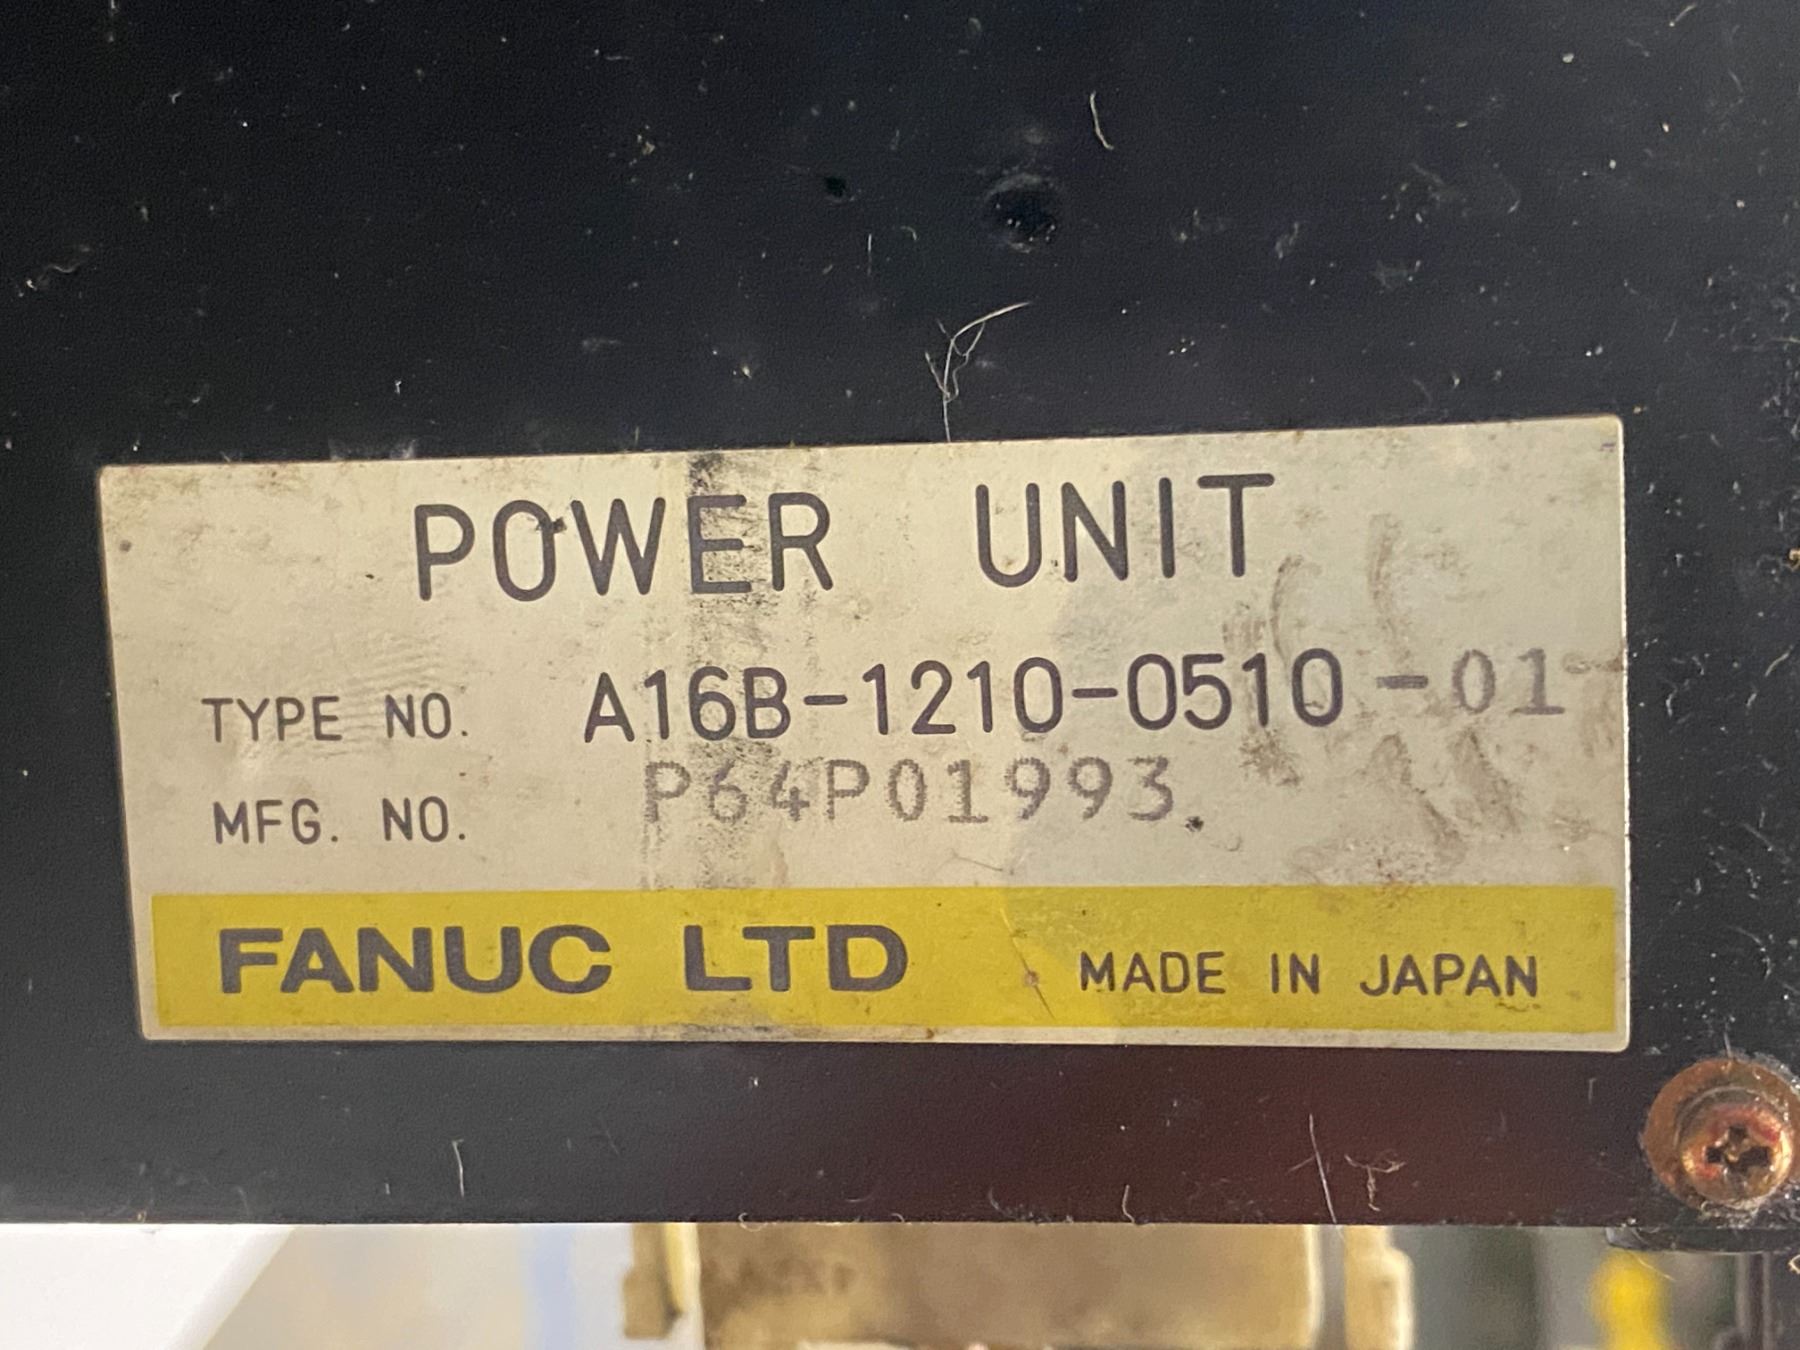 POWER UNIT
TYPE NO. A16B-1210-0510-01
MFG. NO. P64P01993.
FANUC LTD MADE IN JAPAN